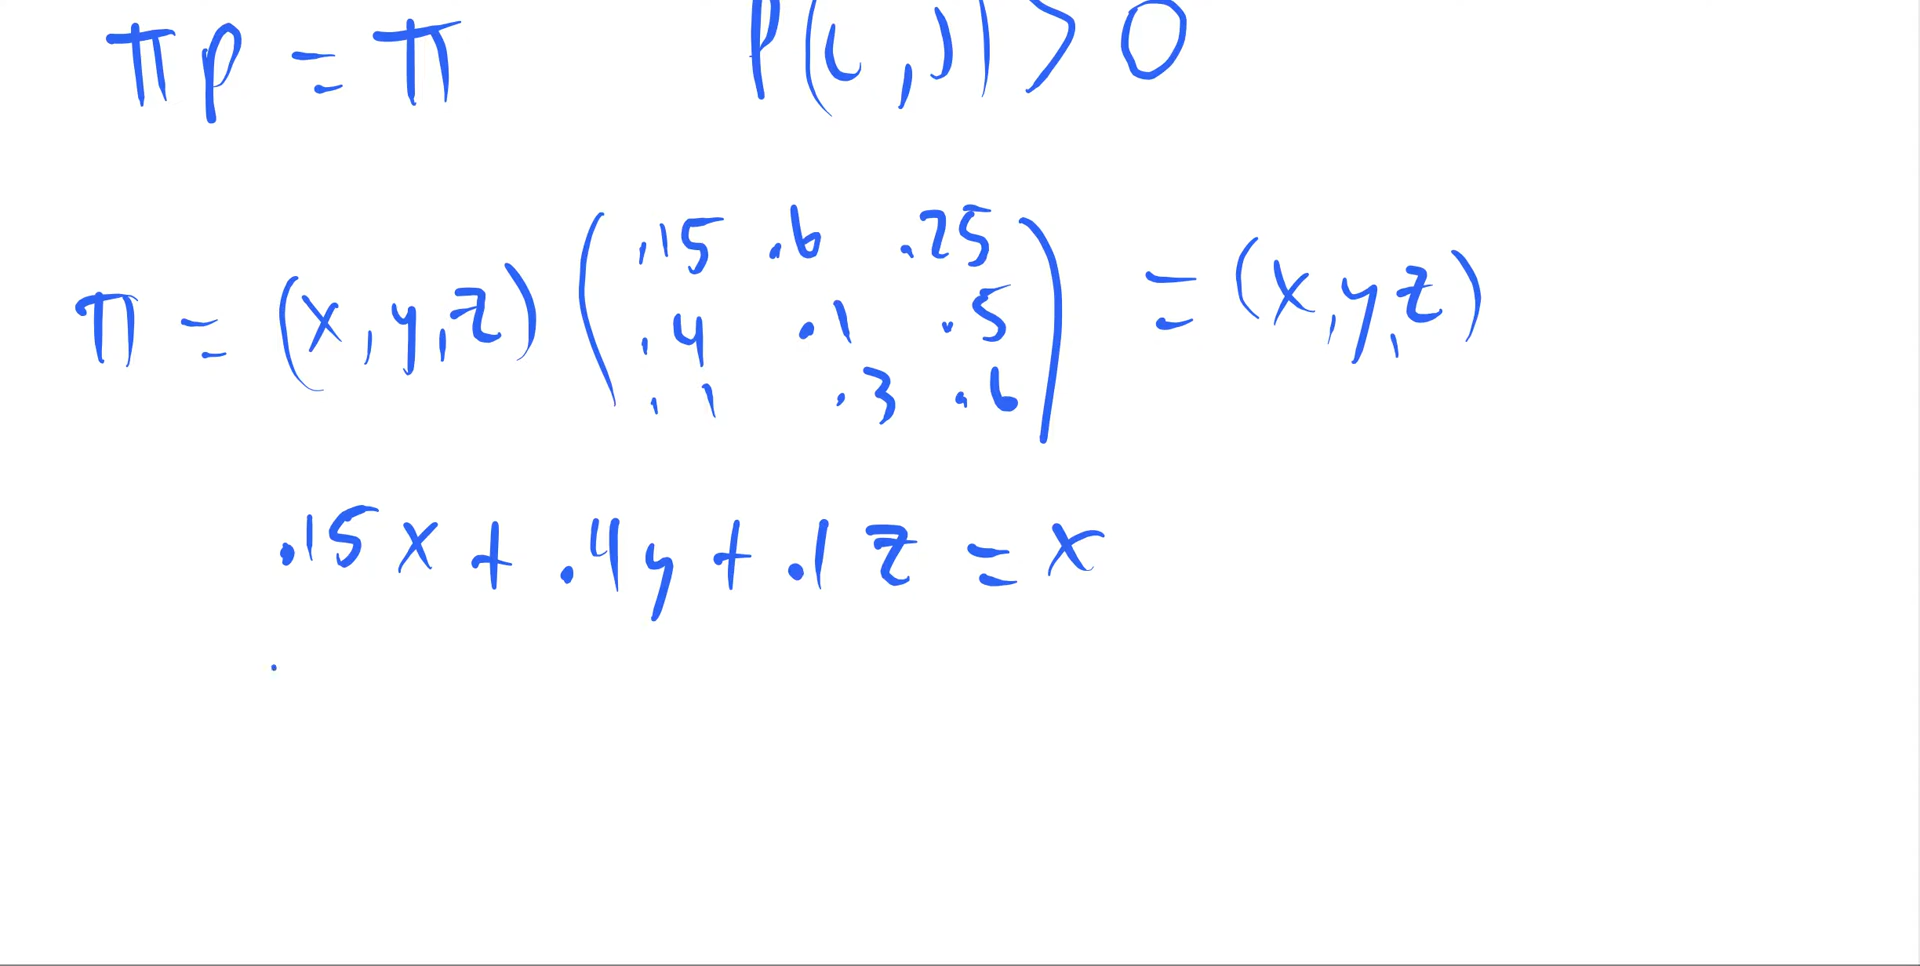 πp = π P(i,j) > 0
π = (x,y,z) (.15 .6 .25
.4 .1 .5
.1 .3 .6) = (x,y,z)
.15x + .4y + .1z = x
.